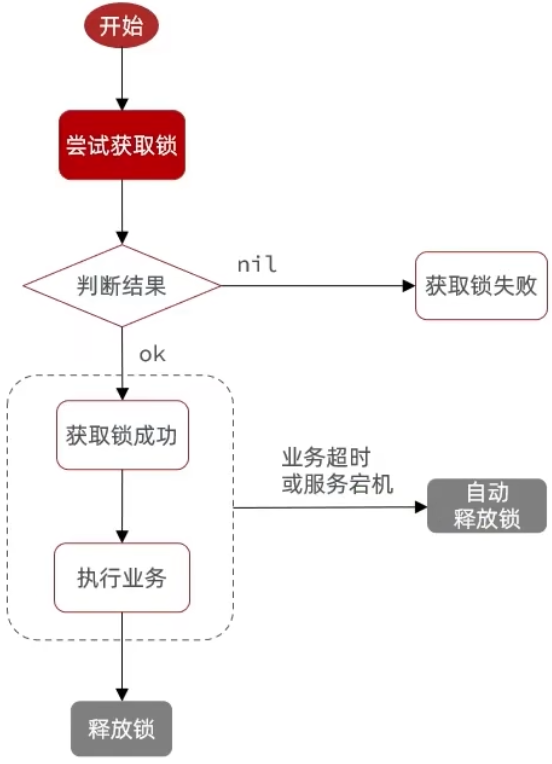 开始
尝试获取锁
判断结果
nil
获取锁失败
ok
获取锁成功
业务超时
或服务宕机
自动
释放锁
执行业务
释放锁